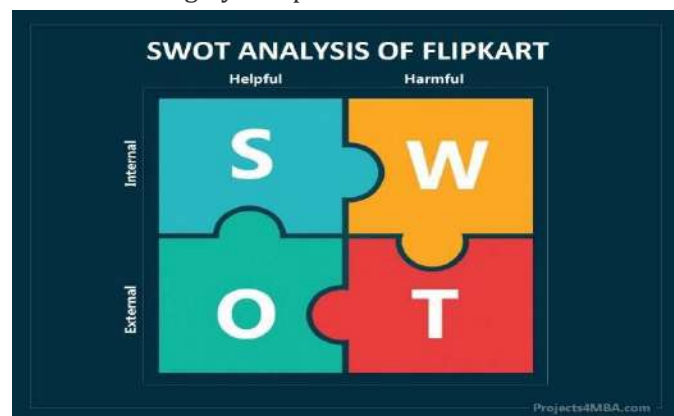 SWOT ANALYSIS OF FLIPKART
Helpful Harmful
Internal
S W
External
O T
Projects4MBA.com